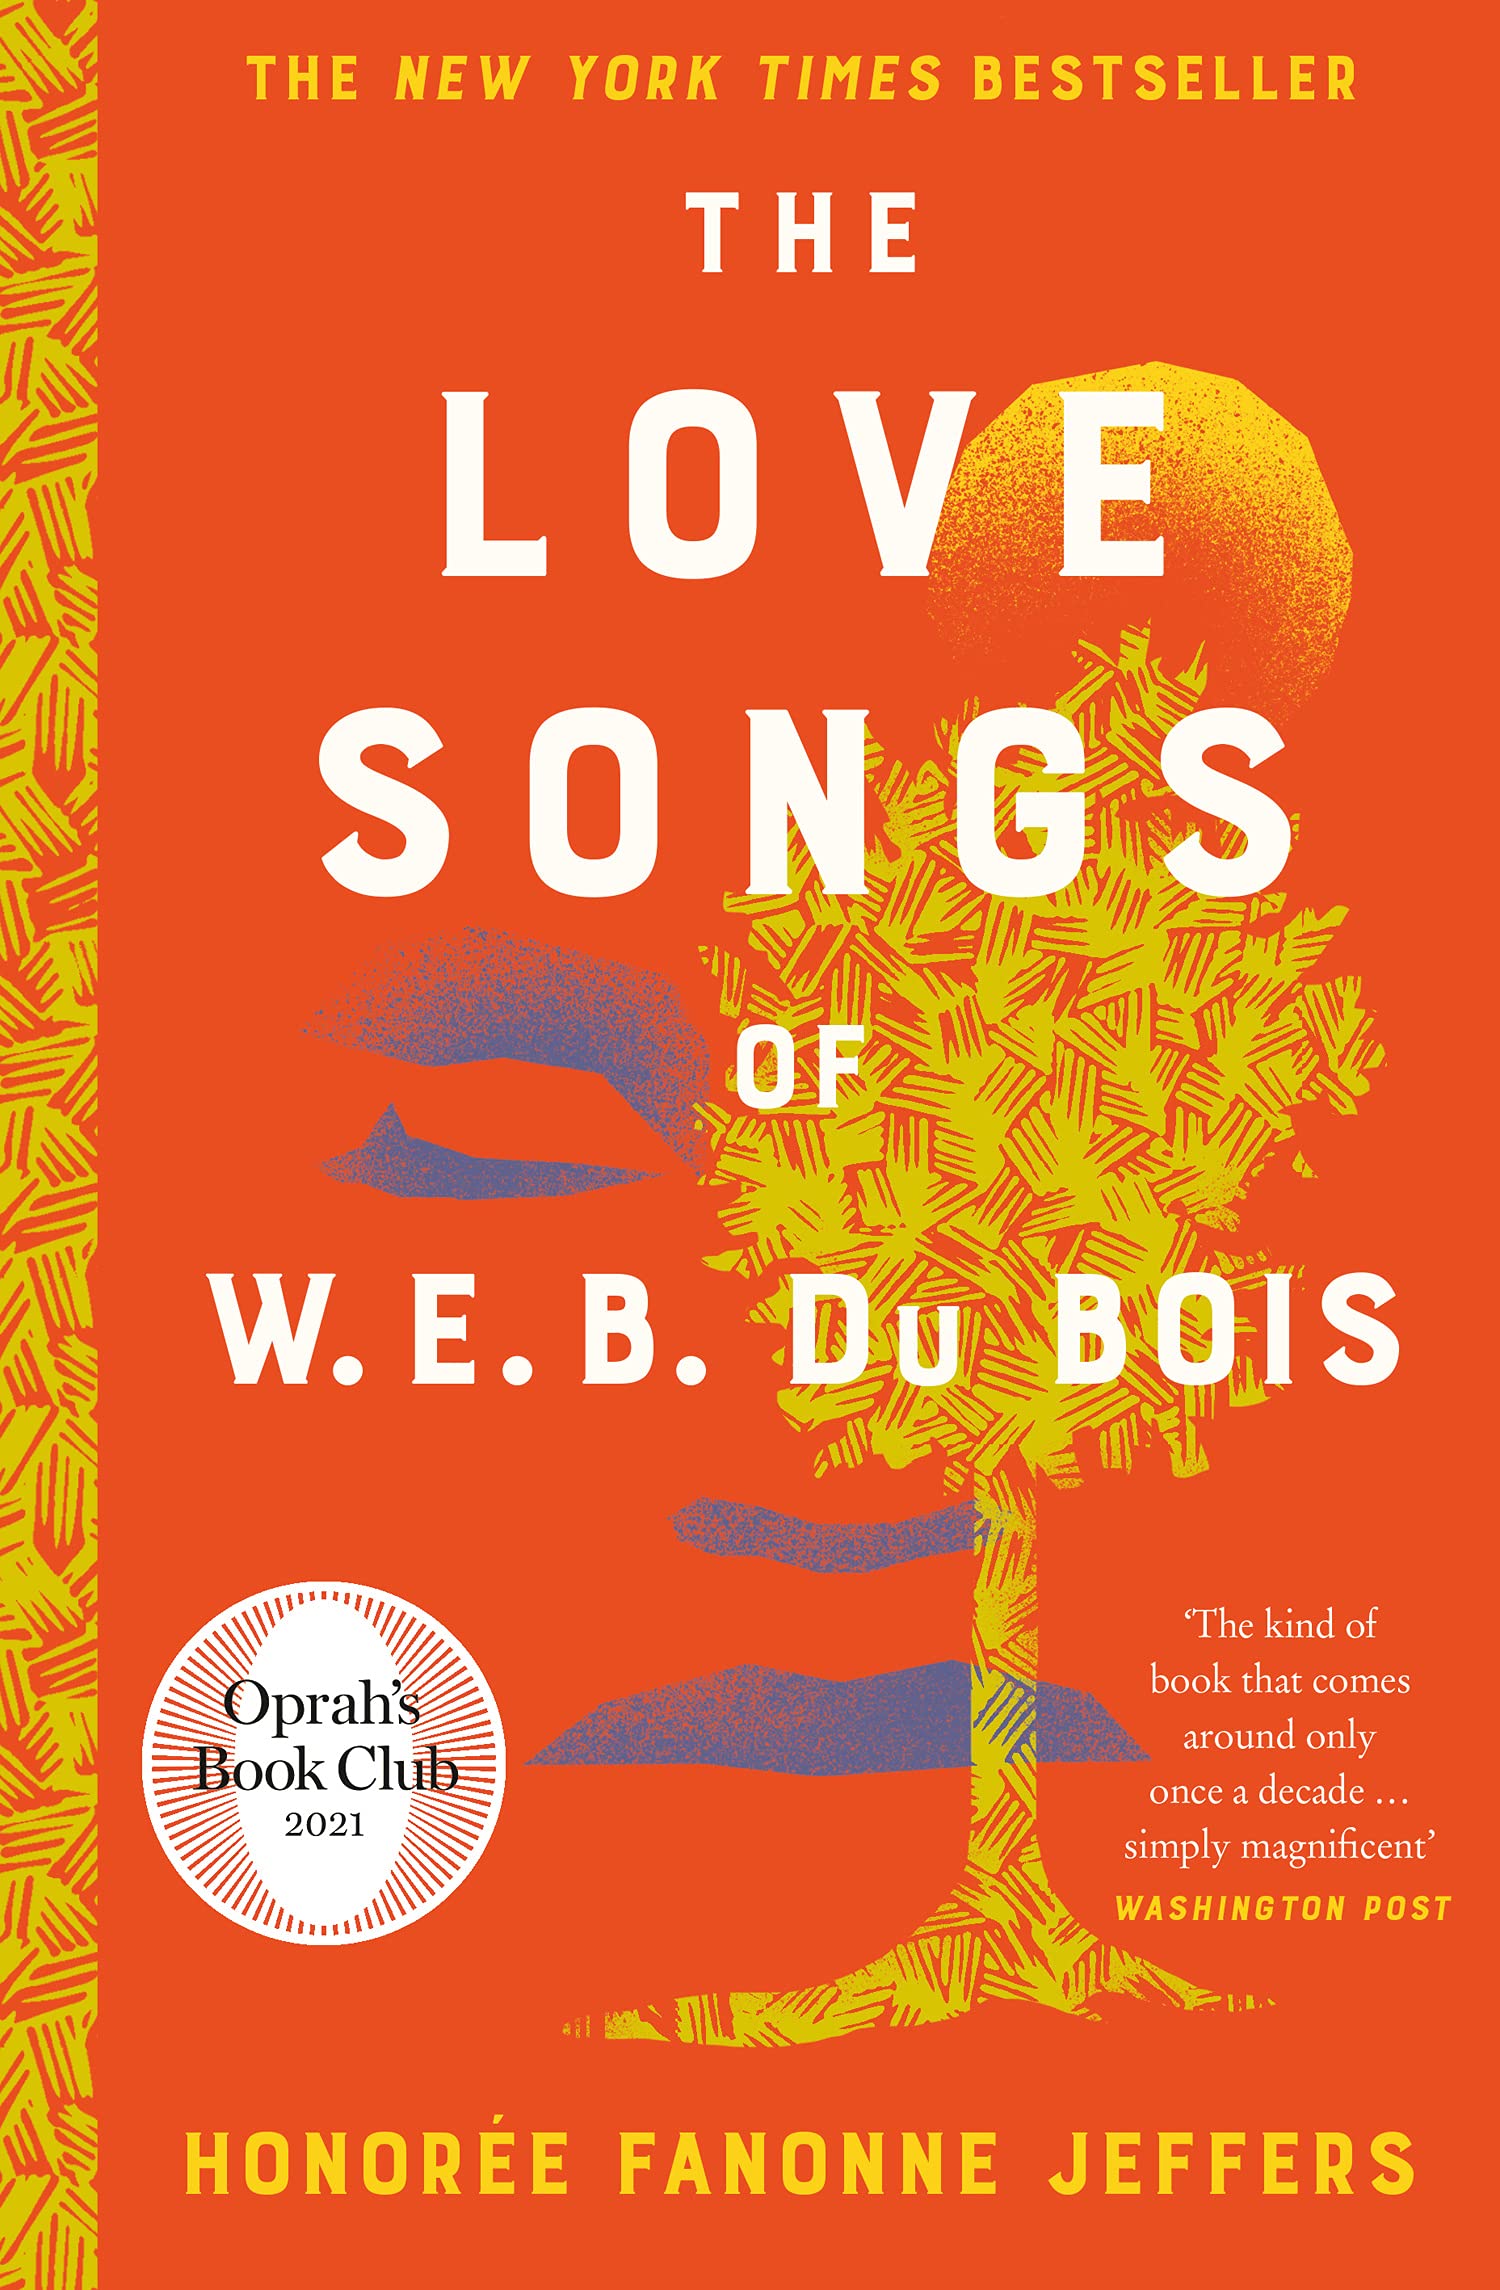 THE NEW YORK TIMES BESTSELLER
THE
LOVE
SONGS
OF
W.E.B. Du BOIS
Oprah's
Book Club
2021
‘The kind of
book that comes
around only
once a decade ...
simply magnificent’
WASHINGTON POST
HONORÉE FANONNE JEFFERS